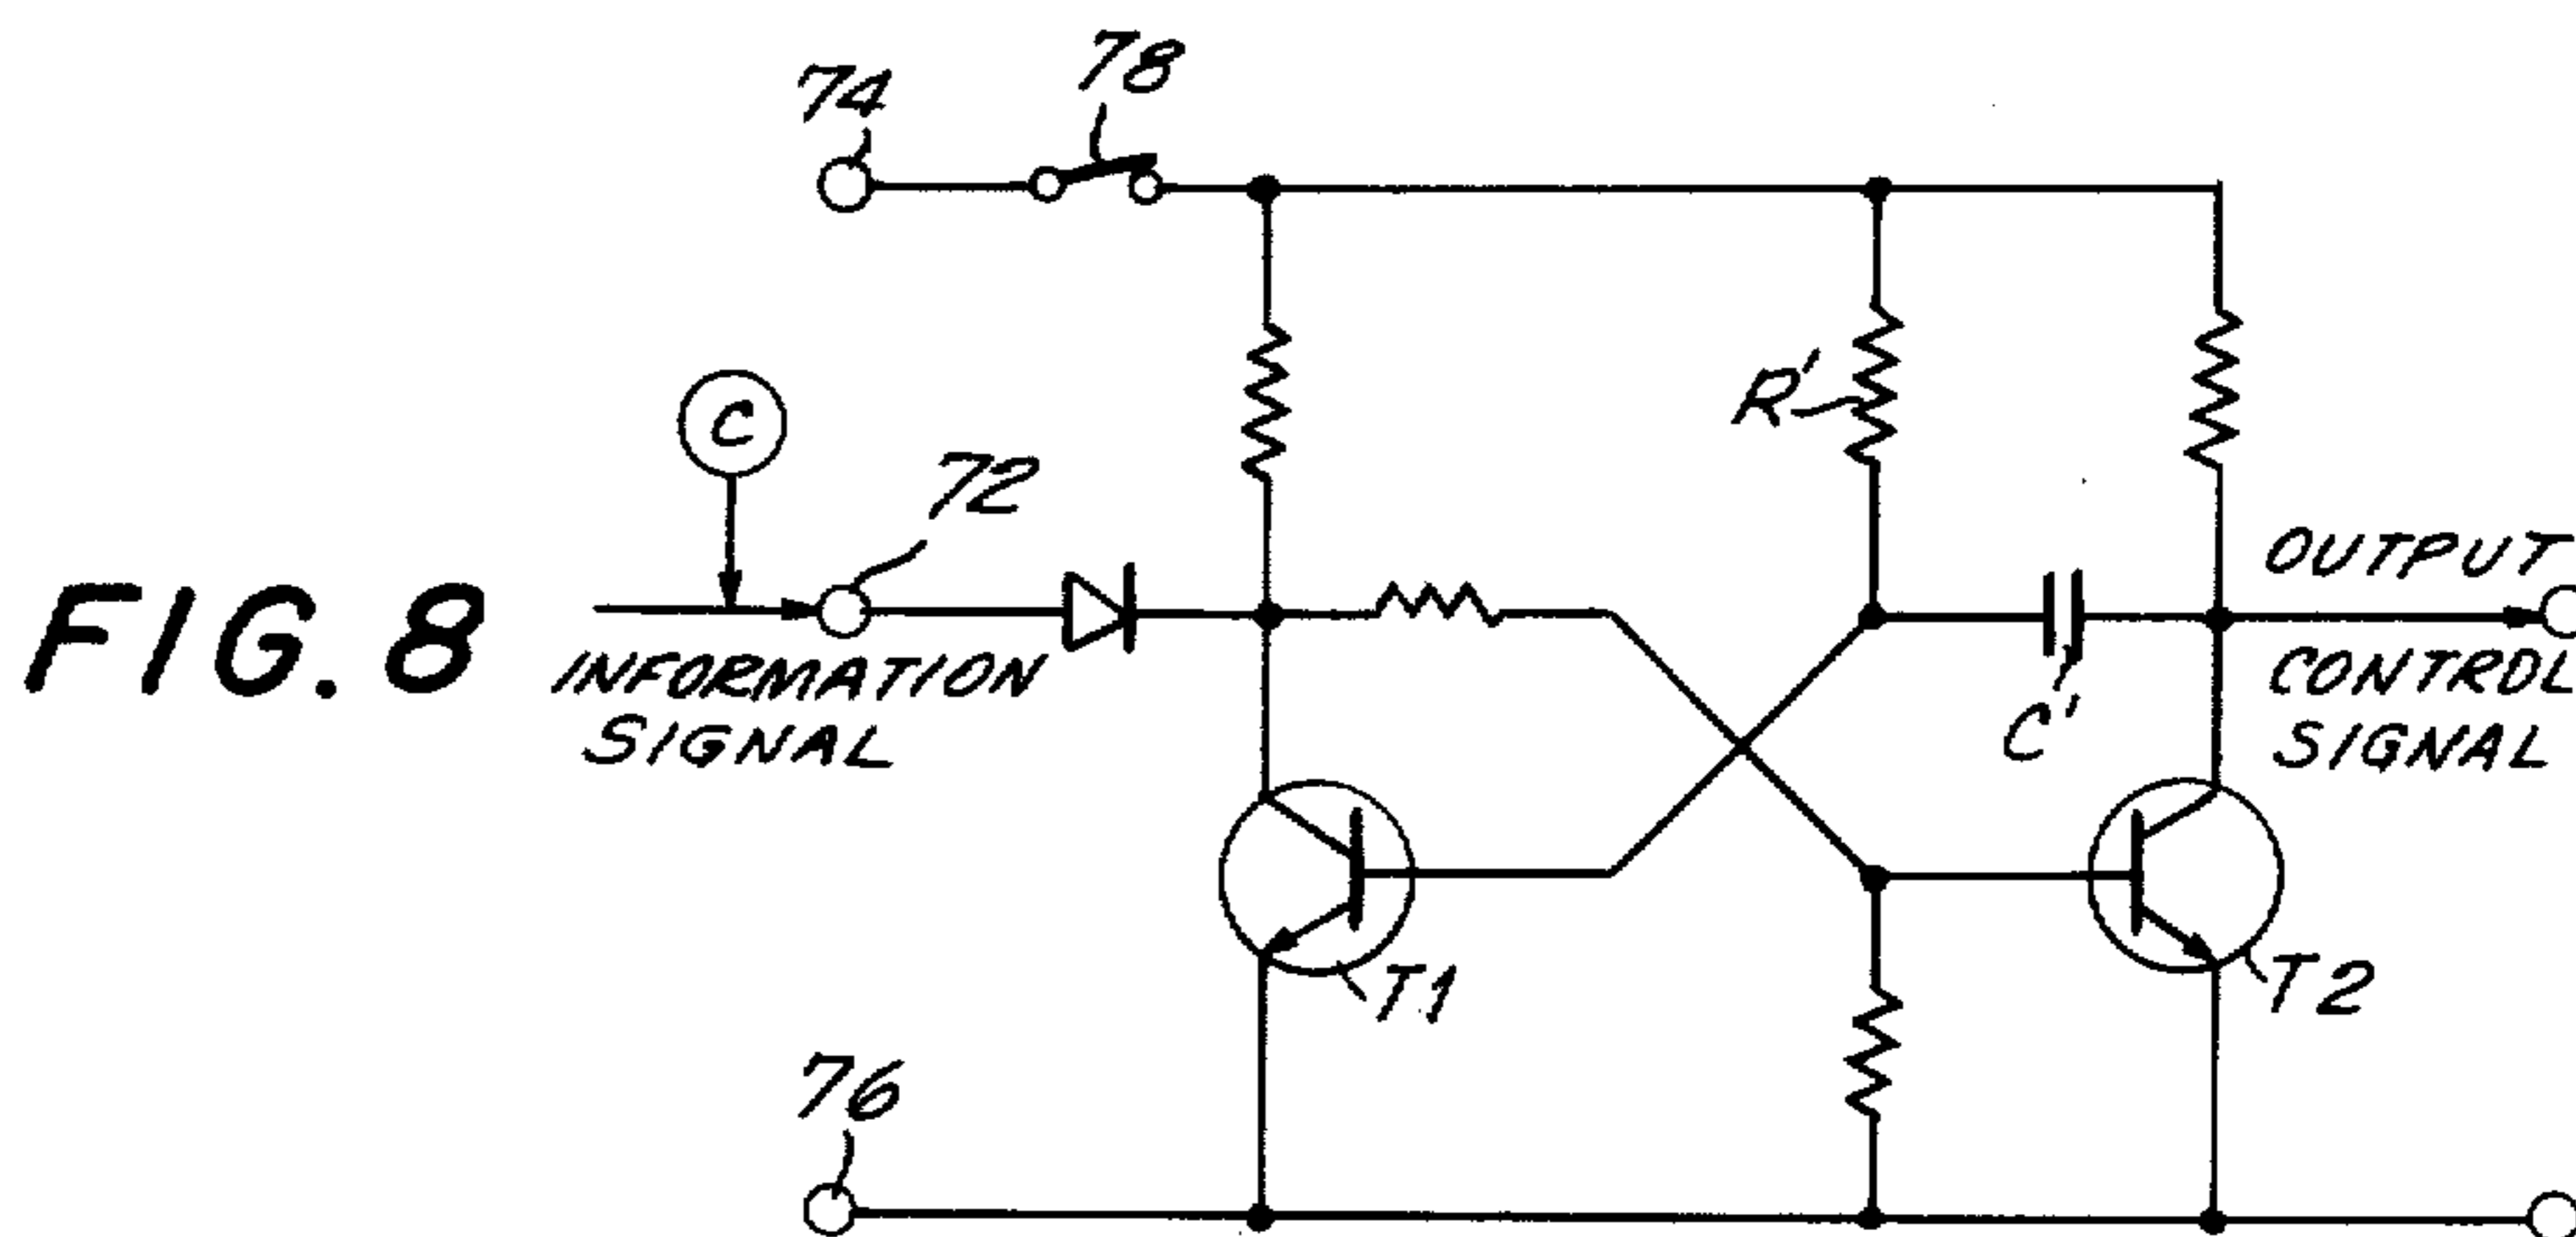 74
78
C
72
R'
FIG. 8
INFORMATION
SIGNAL
OUTPUT
CONTROL
SIGNAL
C'
T1
T2
76